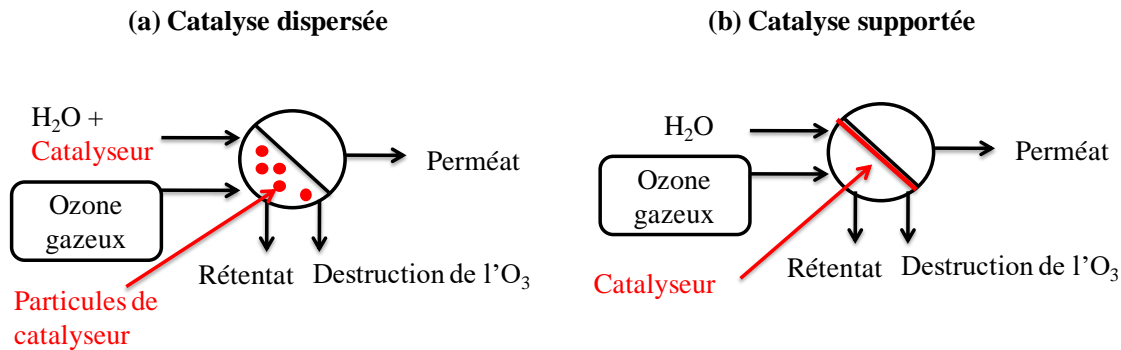 (a) Catalyse dispersée
H₂O +
Catalyseur
Ozone
gazeux
Perméat
Rétentat
Destruction de l’O₃
Particules de
catalyseur
(b) Catalyse supportée
H₂O
Ozone
gazeux
Perméat
Rétentat
Destruction de l’O₃
Catalyseur